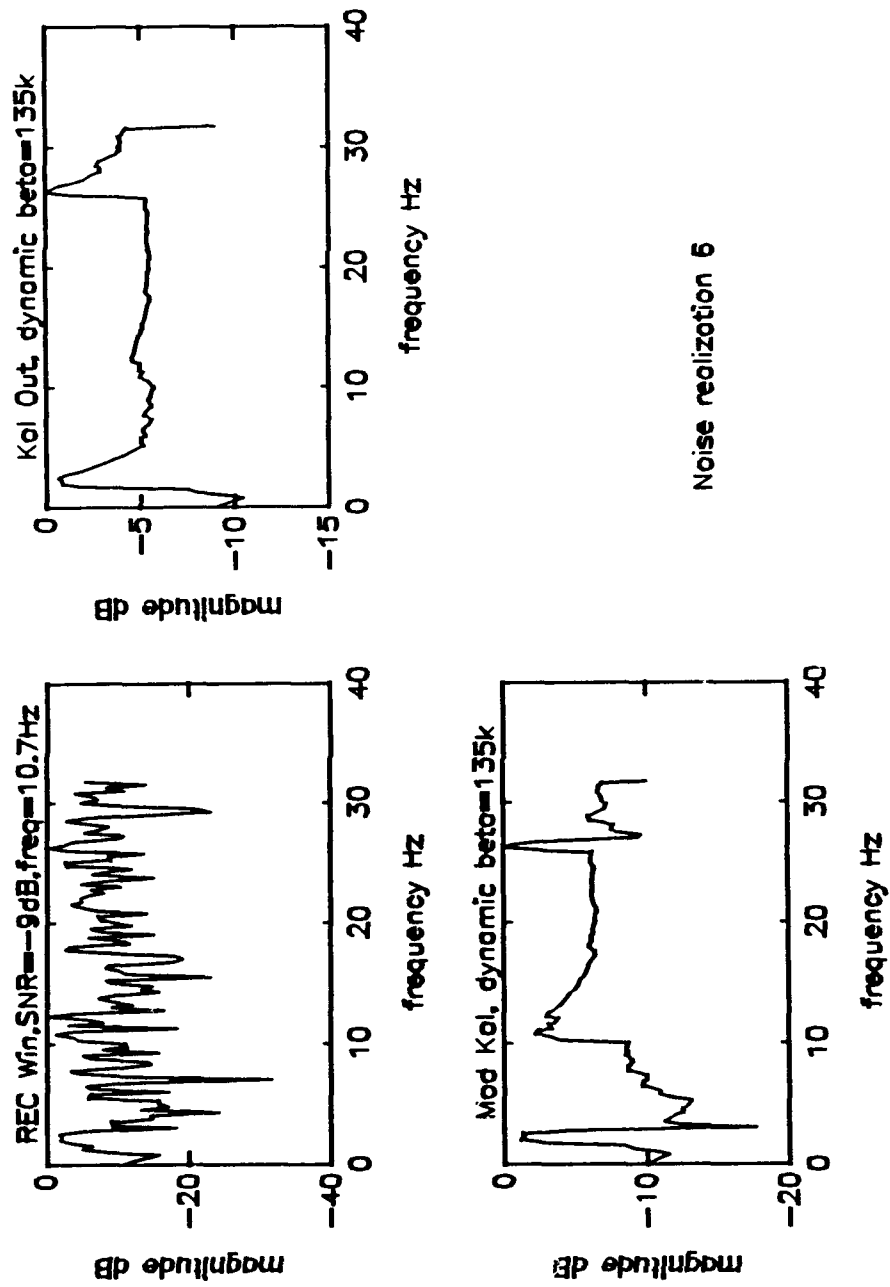 REC Win,SNR=-9dB,freq=10.7Hz
magnitude dB
0
-20
-40
0
10
20
30
40
frequency Hz
Kal Out, dynamic beta=135k
magnitude dB
0
-5
-10
-15
0
10
20
30
40
frequency Hz
Mod Kal, dynamic beta=135k
magnitude dB
0
-10
-20
0
10
20
30
40
frequency Hz
Noise realization 6